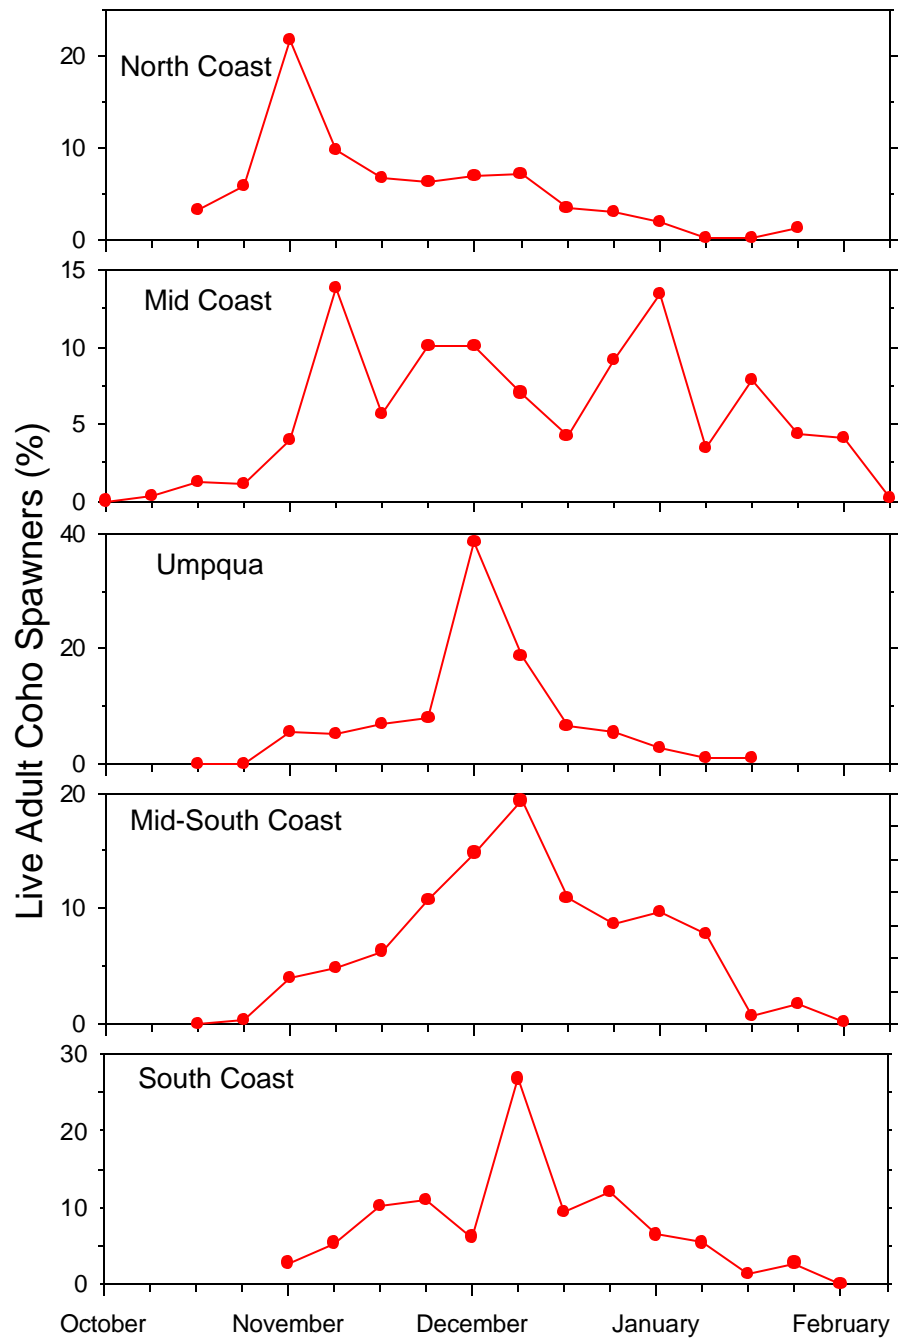 North Coast
20
10
0
Mid Coast
15
10
5
0
Umpqua
40
20
0
Mid-South Coast
20
10
0
South Coast
30
20
10
0
October November December January February
Live Adult Coho Spawners (%)